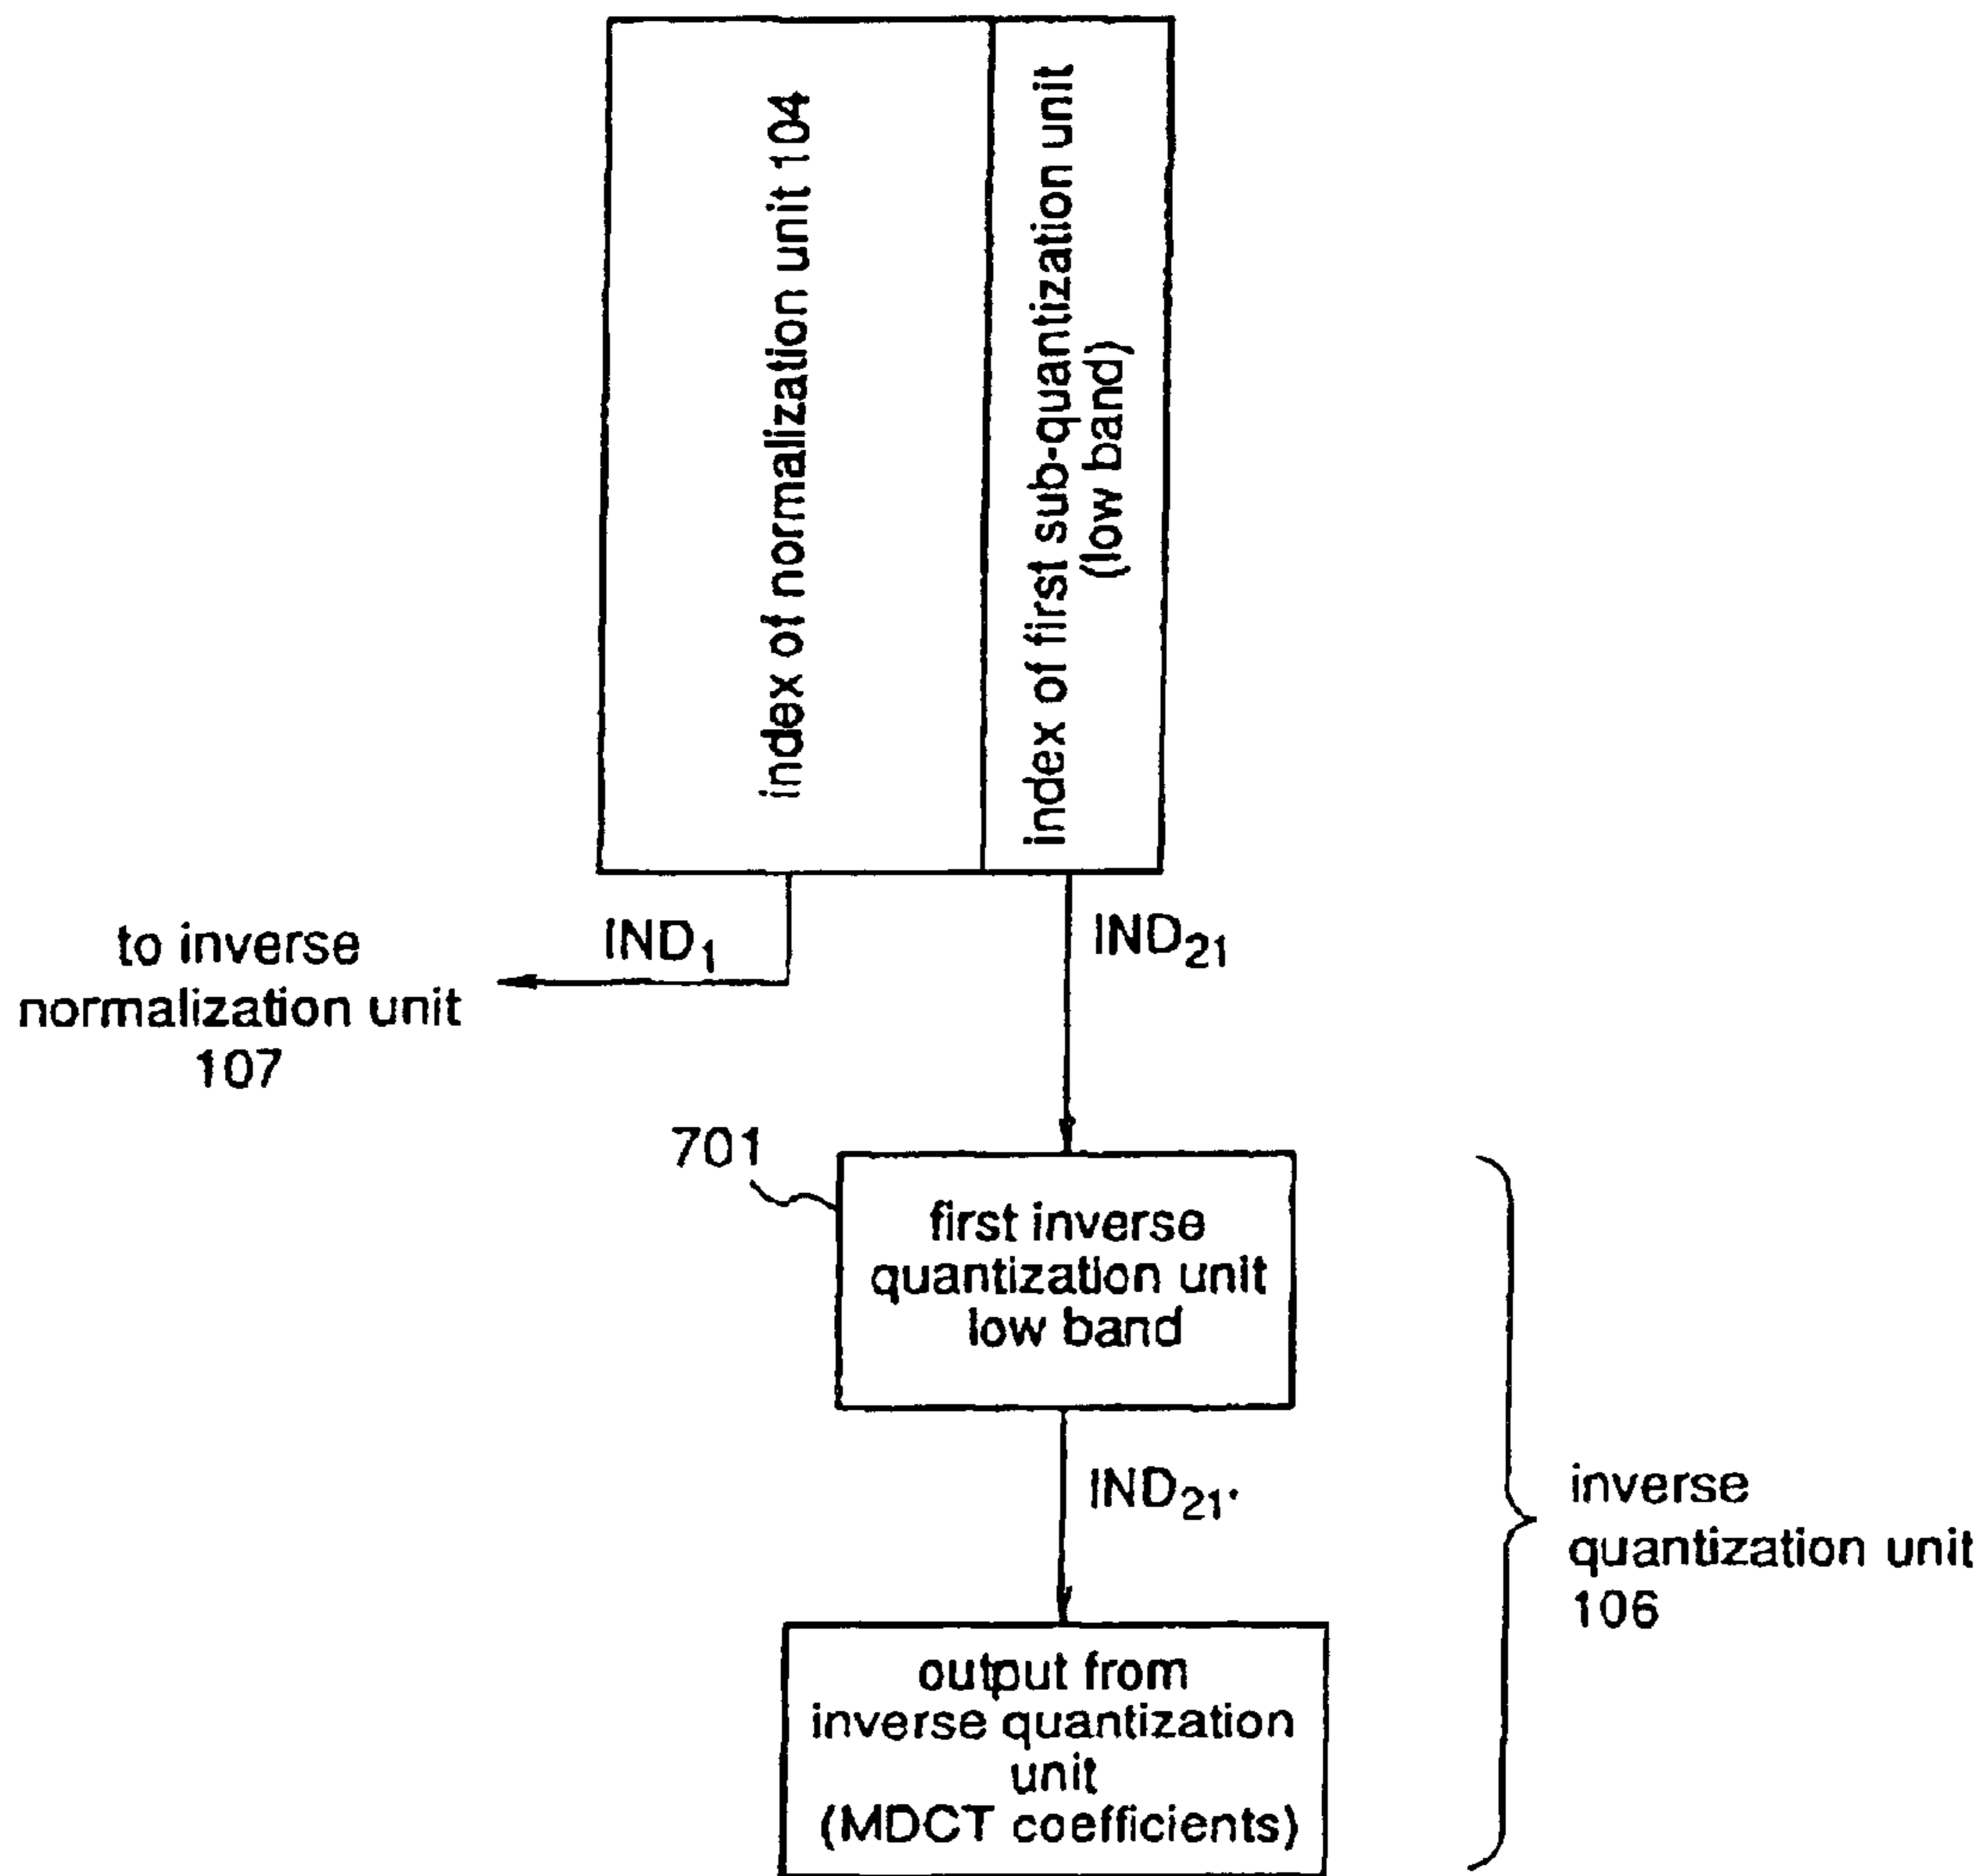 index of normalization unit 104
index of first sub-quantization unit
(low band)
to inverse
normalization unit
107
IND1
IND21
701
first inverse
quantization unit
low band
IND21'
inverse
quantization unit
106
output from
inverse quantization
unit
(MDCT coefficients)